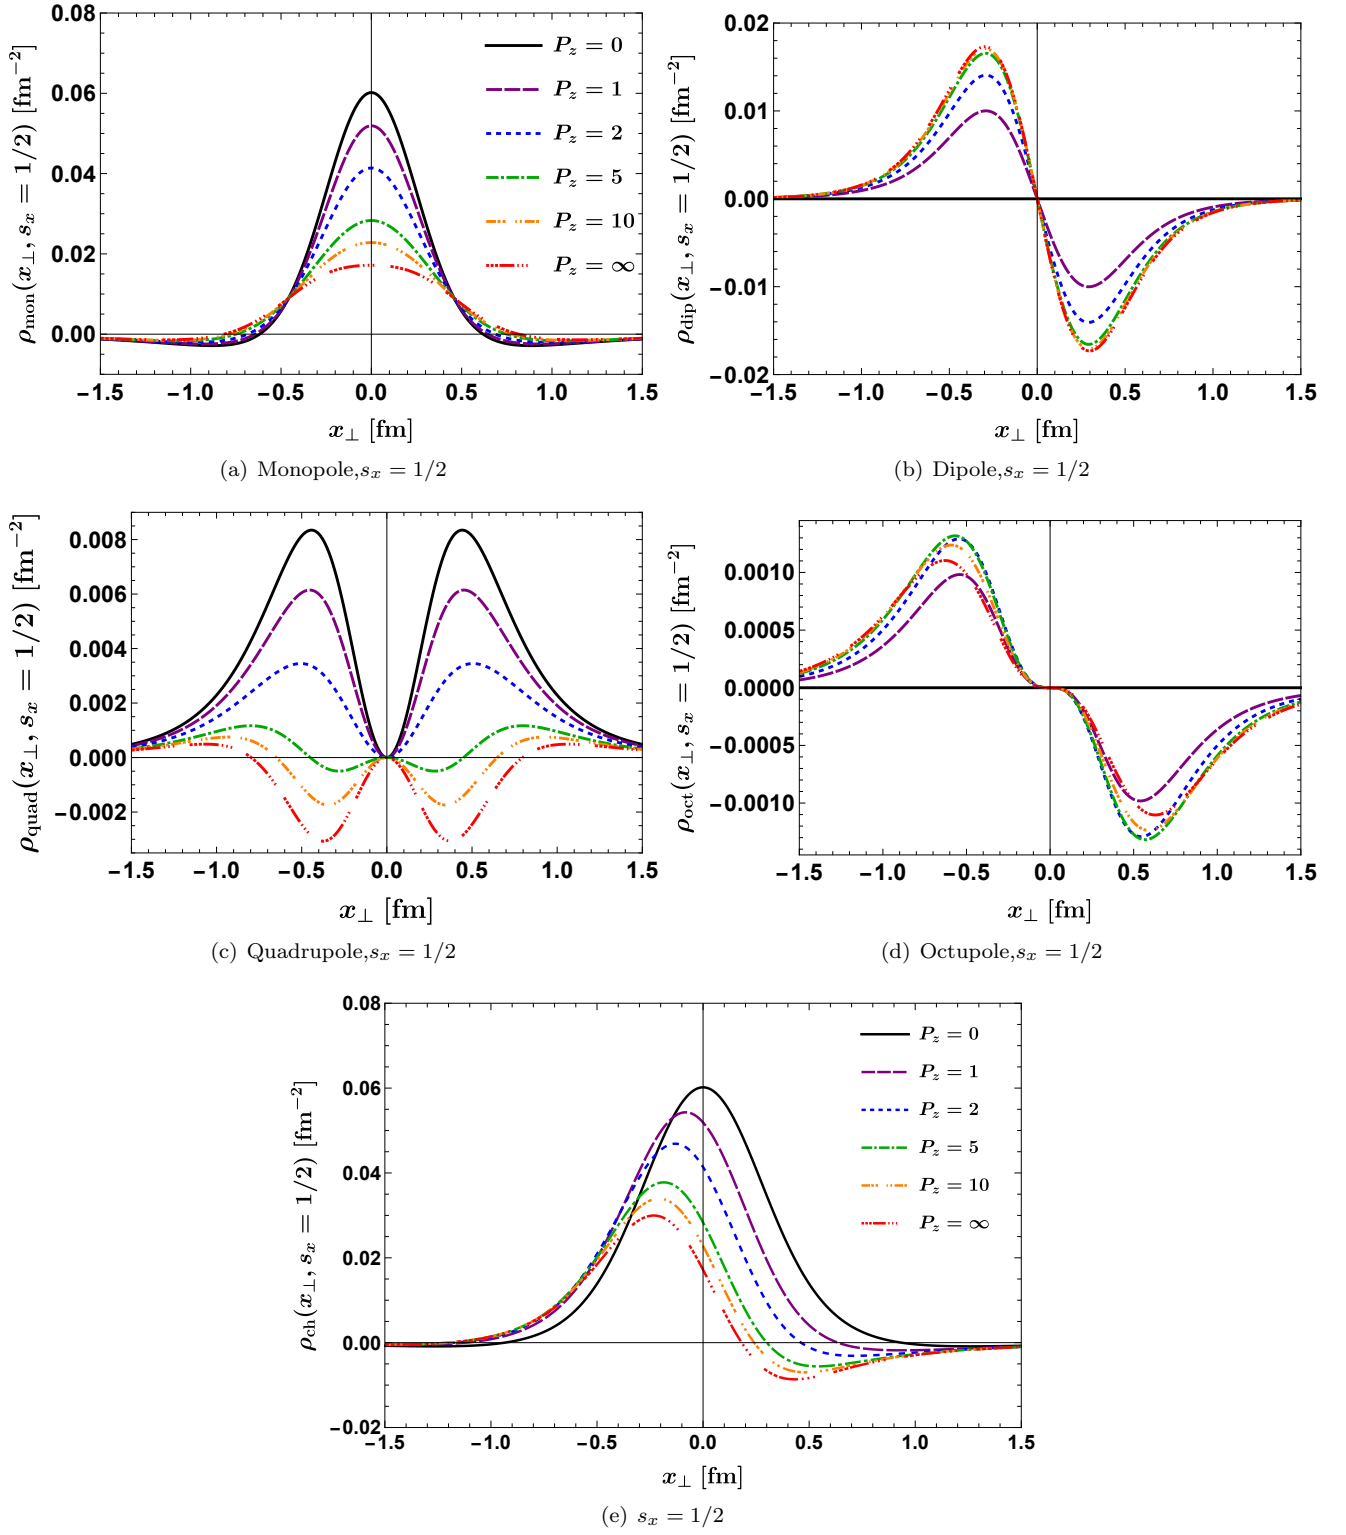 ρmon(x⊥, sx = 1/2) [fm−2]
0.08
0.06
0.04
0.02
0.00
Pz = 0
Pz = 1
Pz = 2
Pz = 5
Pz = 10
Pz = ∞
−1.5 −1.0 −0.5 0.0 0.5 1.0 1.5
x⊥ [fm]
(a) Monopole,sx = 1/2
ρdip(x⊥, sx = 1/2) [fm−2]
0.02
0.01
0.00
−0.01
−0.02
−1.5 −1.0 −0.5 0.0 0.5 1.0 1.5
x⊥ [fm]
(b) Dipole,sx = 1/2
ρquad(x⊥, sx = 1/2) [fm−2]
0.008
0.006
0.004
0.002
0.000
−0.002
−1.5 −1.0 −0.5 0.0 0.5 1.0 1.5
x⊥ [fm]
(c) Quadrupole,sx = 1/2
ρoct(x⊥, sx = 1/2) [fm−2]
0.0010
0.0005
0.0000
−0.0005
−0.0010
−1.5 −1.0 −0.5 0.0 0.5 1.0 1.5
x⊥ [fm]
(d) Octupole,sx = 1/2
ρch(x⊥, sx = 1/2) [fm−2]
0.08
0.06
0.04
0.02
0.00
−0.02
Pz = 0
Pz = 1
Pz = 2
Pz = 5
Pz = 10
Pz = ∞
−1.5 −1.0 −0.5 0.0 0.5 1.0 1.5
x⊥ [fm]
(e) sx = 1/2